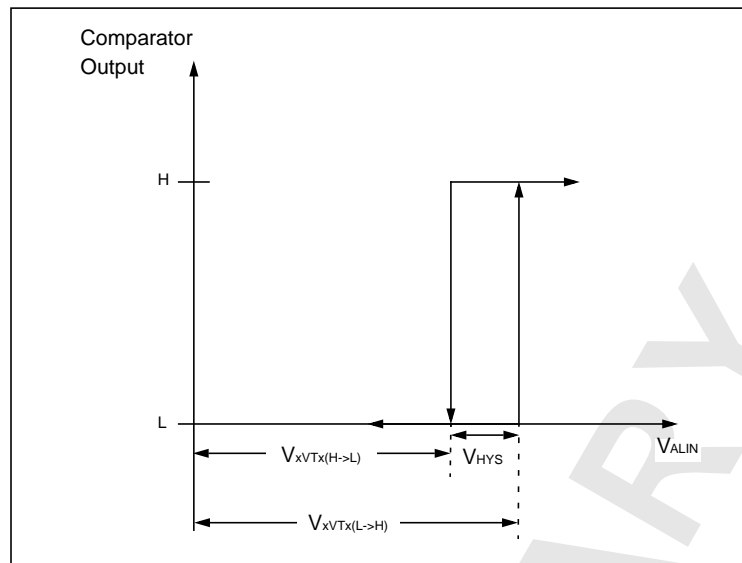 Comparator
Output
H
L
VxVTx(H->L)
VHYS
VALIN
VxVTx(L->H)